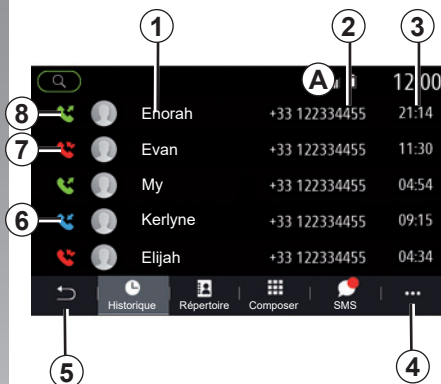 1 2 3
A 12:00
8 Enorah +33 122334455 21:14
7 Evan +33 122334455 11:30
My +33 122334455 04:54
6 Kerlyne +33 122334455 09:15
Elijah +33 122334455 04:34
Historique Répertoire Composer SMS ...
5 4